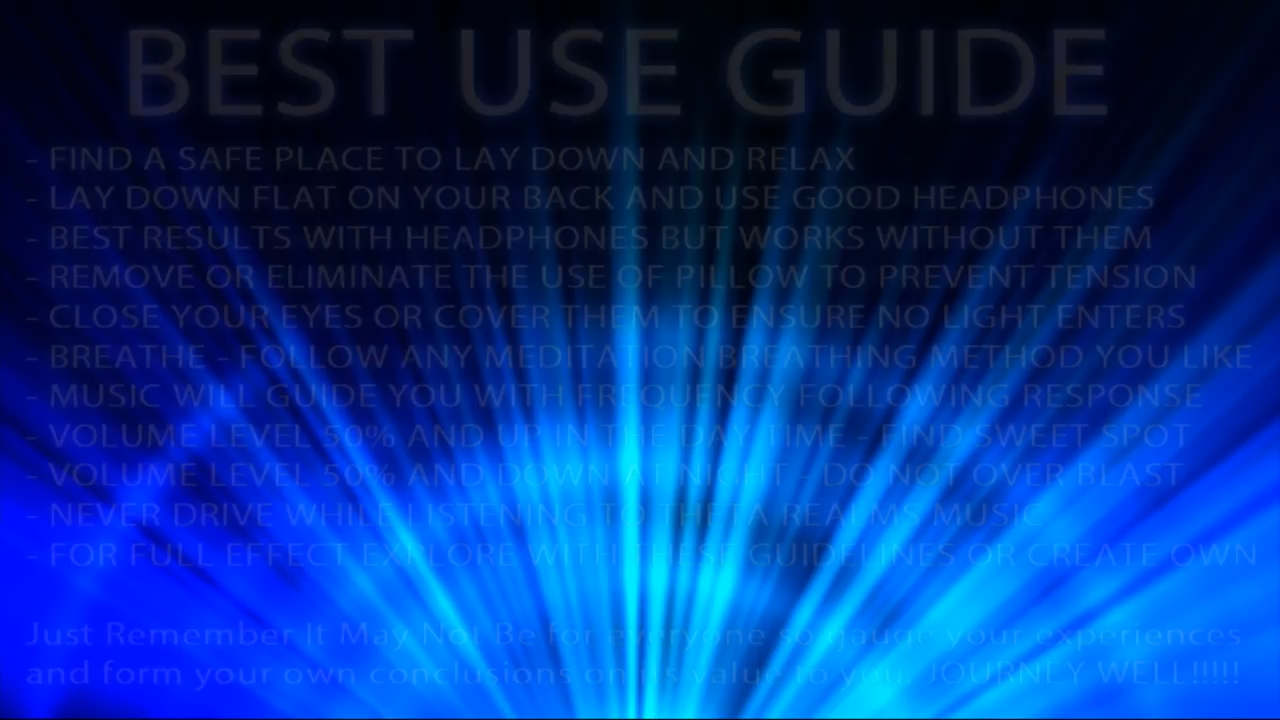 BEST USE GUIDE
- FIND A SAFE PLACE TO LAY DOWN AND RELAX
- LAY DOWN FLAT ON YOUR BACK AND USE GOOD HEADPHONES
- BEST RESULTS WITH HEADPHONES BUT WORKS WITHOUT THEM
- REMOVE OR ELIMINATE THE USE OF PILLOW TO PREVENT TENSION
- CLOSE YOUR EYES OR COVER THEM TO ENSURE NO LIGHT ENTERS
- BREATHE - FOLLOW ANY MEDITATION BREATHING METHOD YOU LIKE
- MUSIC WILL GUIDE YOU WITH FREQUENCY FOLLOWING RESPONSE
- VOLUME LEVEL 50% AND UP IN THE DAY TIME - FIND SWEET SPOT
- VOLUME LEVEL 50% AND DOWN AT NIGHT - DO NOT OVER BLAST
- NEVER DRIVE WHILE LISTENING TO THETA REALMS MUSIC
- FOR FULL EFFECT EXPLORE WITH THESE GUIDELINES OR CREATE OWN
Just Remember It May Not Be for everyone so gauge your experiences
and form your own conclusions on its value to you. JOURNEY WELL!!!!!